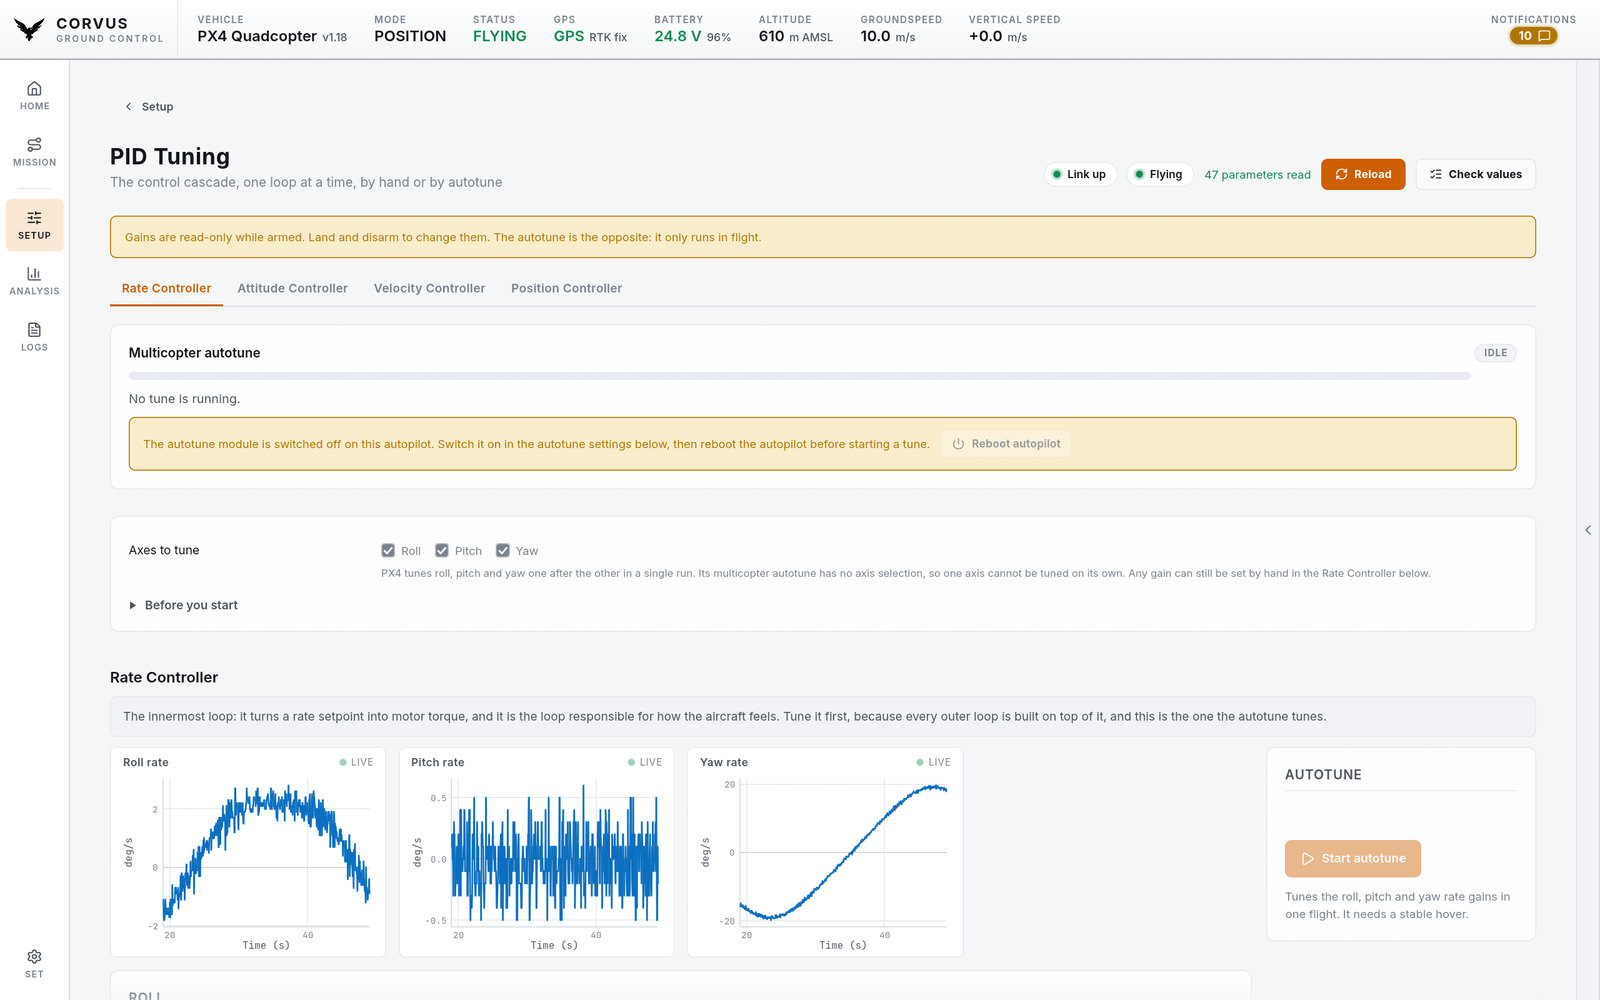 CORVUS
GROUND CONTROL
VEHICLE
PX4 Quadcopter v1.18
MODE
POSITION
STATUS
FLYING
GPS
GPS RTK fix
BATTERY
24.8 V 96%
ALTITUDE
610 m AMSL
GROUNDSPEED
10.0 m/s
VERTICAL SPEED
+0.0 m/s
NOTIFICATIONS
10
HOME
MISSION
SETUP
ANALYSIS
LOGS
SET
Setup
PID Tuning
The control cascade, one loop at a time, by hand or by autotune
Link up
Flying
47 parameters read
Reload
Check values
Gains are read-only while armed. Land and disarm to change them. The autotune is the opposite: it only runs in flight.
Rate Controller
Attitude Controller
Velocity Controller
Position Controller
Multicopter autotune
IDLE
No tune is running.
The autotune module is switched off on this autopilot. Switch it on in the autotune settings below, then reboot the autopilot before starting a tune.
Reboot autopilot
Axes to tune
Roll
Pitch
Yaw
PX4 tunes roll, pitch and yaw one after the other in a single run. Its multicopter autotune has no axis selection, so one axis cannot be tuned on its own. Any gain can still be set by hand in the Rate Controller below.
Before you start
Rate Controller
The innermost loop: it turns a rate setpoint into motor torque, and it is the loop responsible for how the aircraft feels. Tune it first, because every outer loop is built on top of it, and this is the one the autotune tunes.
Roll rate
LIVE
2
0
-2
deg/s
20
40
Time (s)
Pitch rate
LIVE
0.5
0.0
-0.5
deg/s
20
40
Time (s)
Yaw rate
LIVE
20
0
-20
deg/s
20
40
Time (s)
AUTOTUNE
Start autotune
Tunes the roll, pitch and yaw rate gains in
one flight. It needs a stable hover.
ROLL